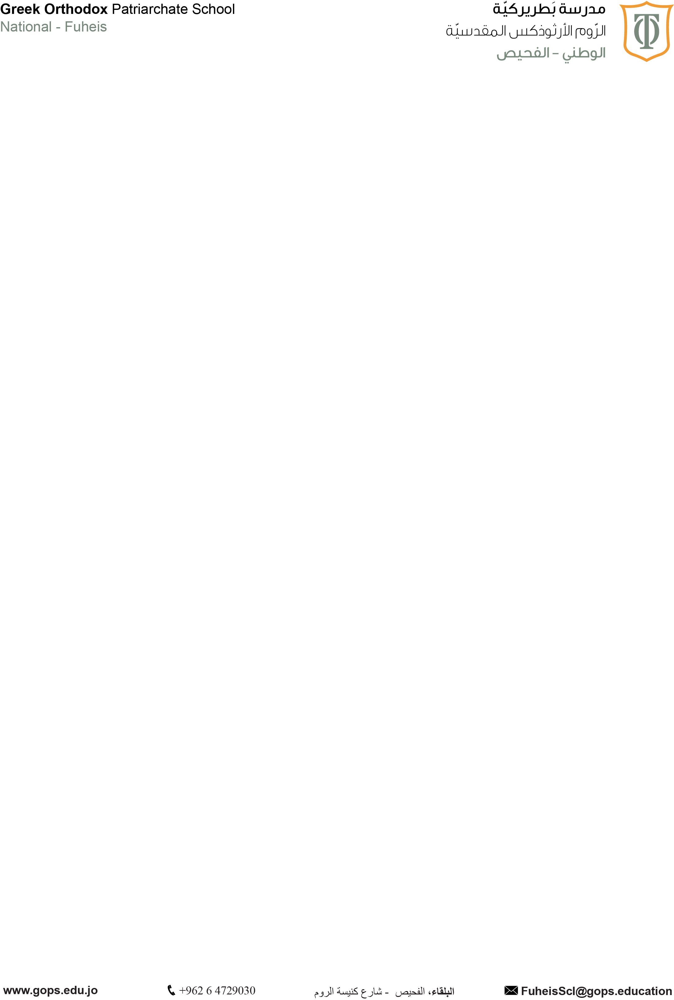 Greek Orthodox Patriarchate School
National - Fuheis
مدرسة بَطريركيّة
الرّوم الأرثوذكس المقدسيّة
الوطني - الفحيص
www.gops.edu.jo
+962 6 4729030
البلقاء، الفحيص - شارع كنيسة الروم
FuheisScl@gops.education